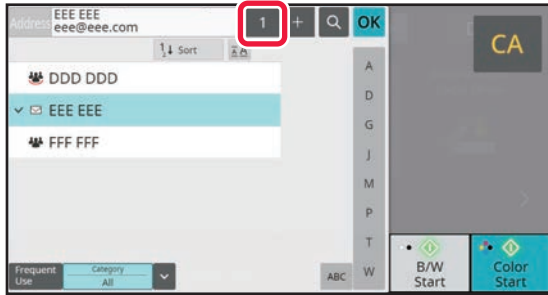 Address
EEE EEE
eee@eee.com
1
+
OK
CA
Sort
DDD DDD
EEE EEE
FFF FFF
A
D
G
J
M
P
T
W
Frequent
Use
Category
All
ABC
B/W
Start
Color
Start